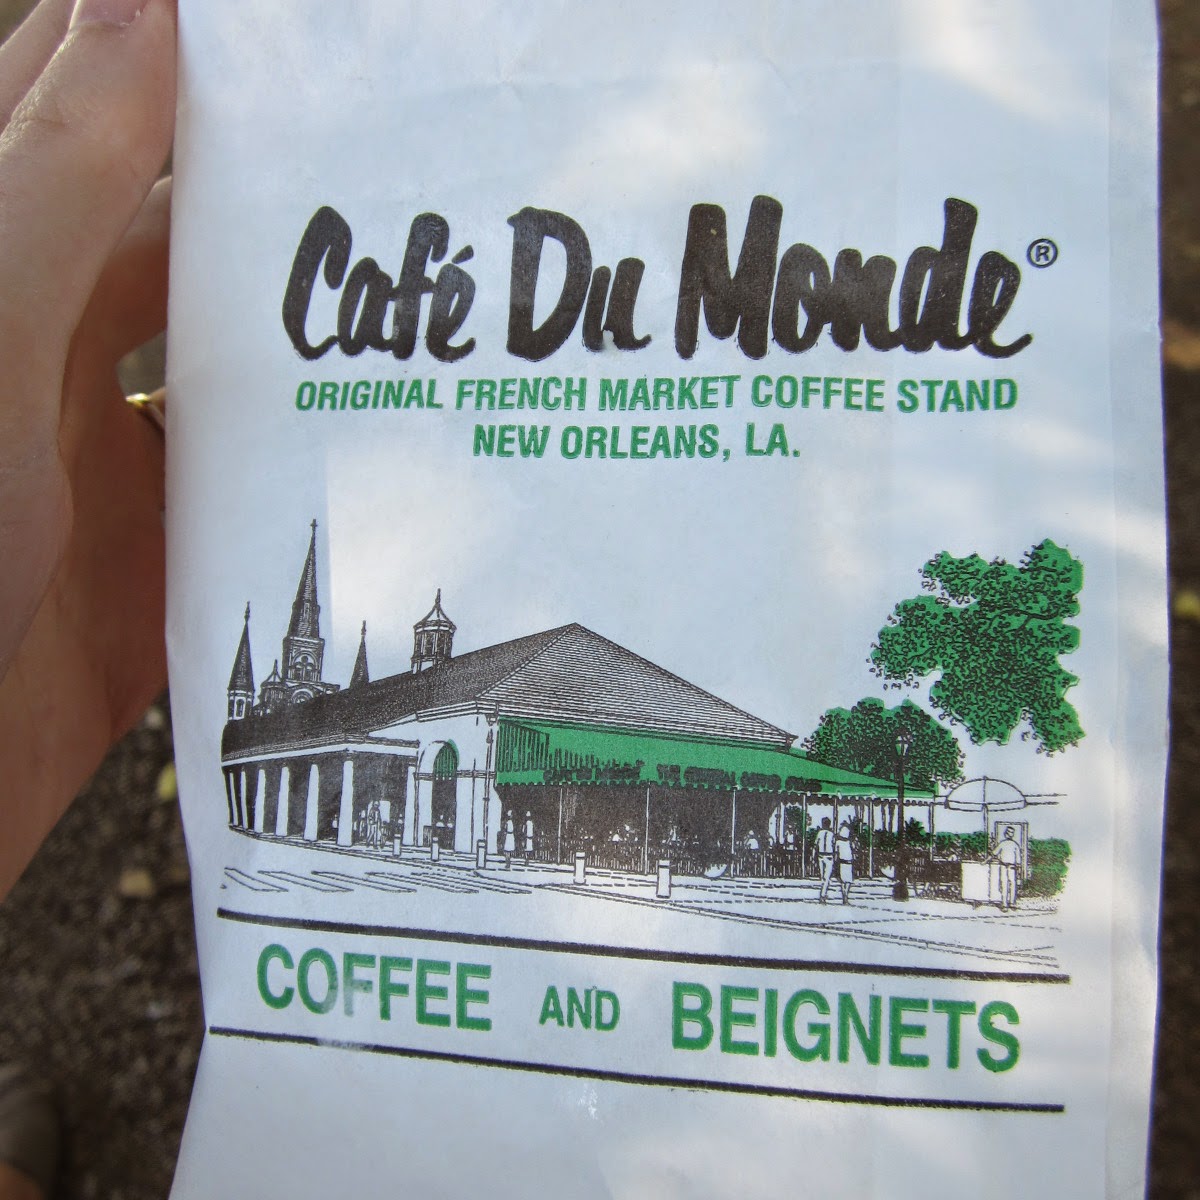 Café Du Monde®
ORIGINAL FRENCH MARKET COFFEE STAND
NEW ORLEANS, LA.
COFFEE AND BEIGNETS